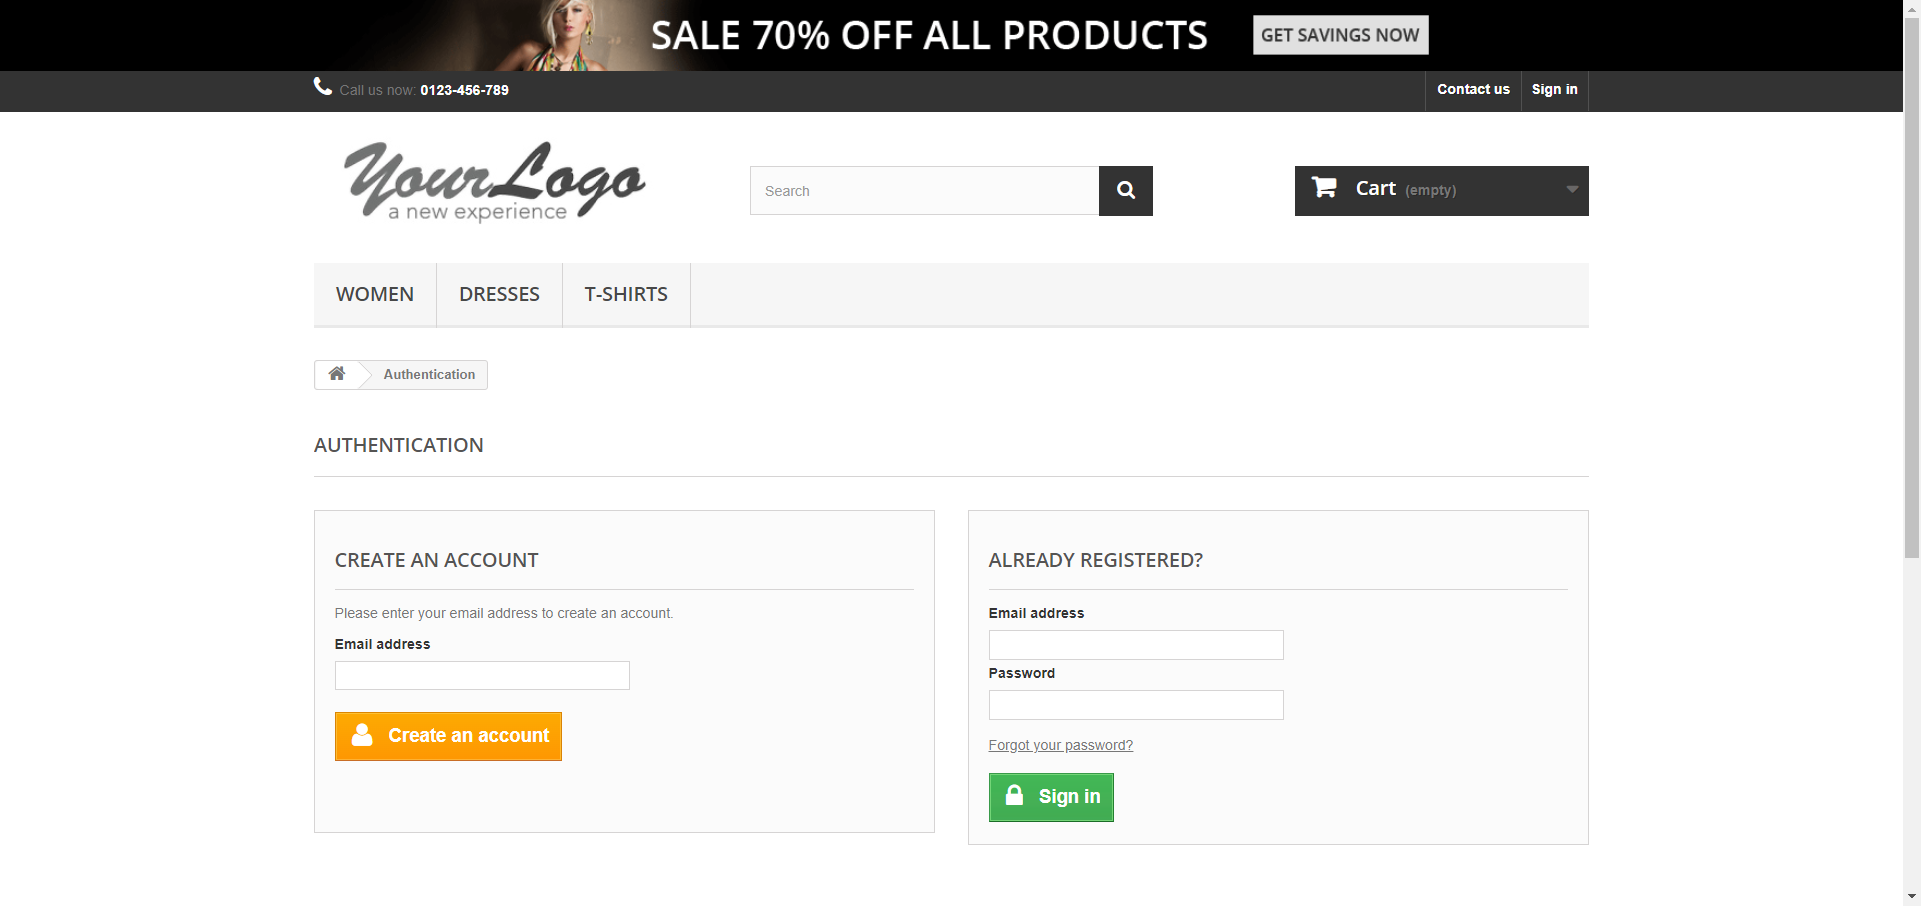 SALE 70% OFF ALL PRODUCTS GET SAVINGS NOW
Call us now: 0123-456-789 Contact us Sign in
YourLogo
a new experience
Search
Cart (empty)
WOMEN DRESSES T-SHIRTS
Authentication
AUTHENTICATION
CREATE AN ACCOUNT
Please enter your email address to create an account.
Email address
Create an account
ALREADY REGISTERED?
Email address
Password
Forgot your password?
Sign in